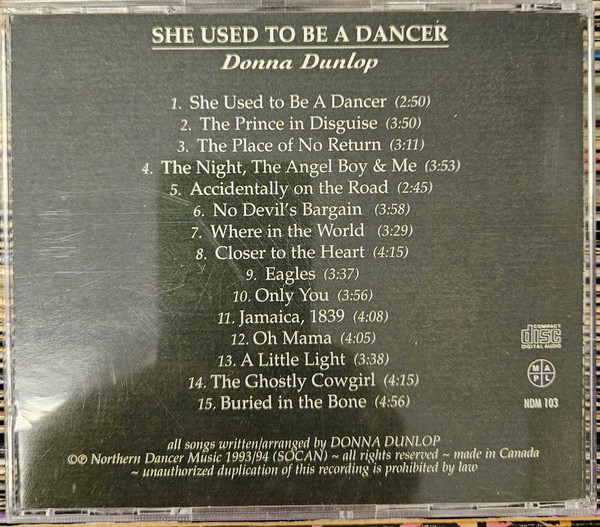 SHE USED TO BE A DANCER
Donna Dunlop
1. She Used to Be A Dancer (2:50)
2. The Prince in Disguise (3:50)
3. The Place of No Return (3:11)
4. The Night, The Angel Boy & Me (3:53)
5. Accidentally on the Road (2:45)
6. No Devil's Bargain (3:58)
7. Where in the World (3:29)
8. Closer to the Heart (4:15)
9. Eagles (3:37)
10. Only You (3:56)
11. Jamaica, 1839 (4:08)
12. Oh Mama (4:05)
13. A Little Light (3:38)
14. The Ghostly Cowgirl (4:15)
15. Buried in the Bone (4:56)
COMPACT
disc
DIGITAL AUDIO
M A
P L
NDM 103
all songs written/arranged by DONNA DUNLOP
©℗ Northern Dancer Music 1993/94 (SOCAN) ~ all rights reserved ~ made in Canada
~ unauthorized duplication of this recording is prohibited by law